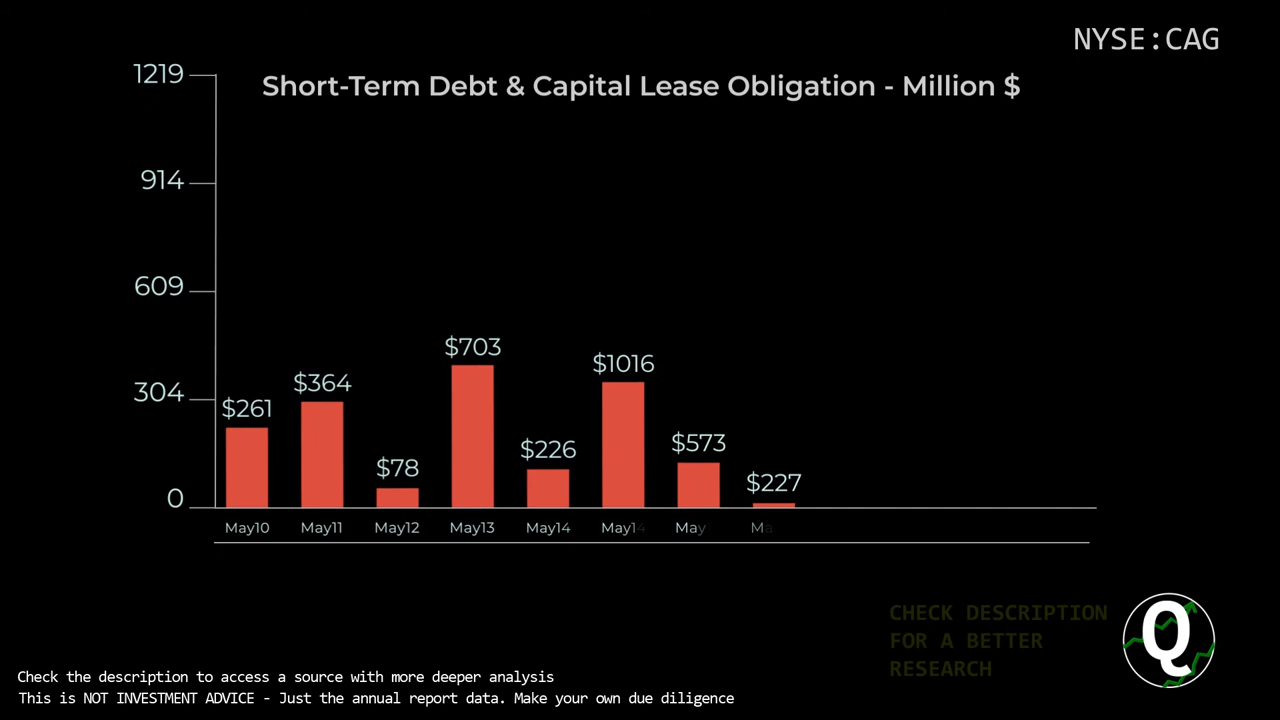 NYSE:CAG
Short-Term Debt & Capital Lease Obligation - Million $
1219
914
609
304
0
$261
$364
$78
$703
$226
$1016
$573
$227
May10
May11
May12
May13
May14
May14
May
Ma
CHECK DESCRIPTION
FOR A BETTER
RESEARCH
Q
Check the description to access a source with more deeper analysis
This is NOT INVESTMENT ADVICE - Just the annual report data. Make your own due diligence